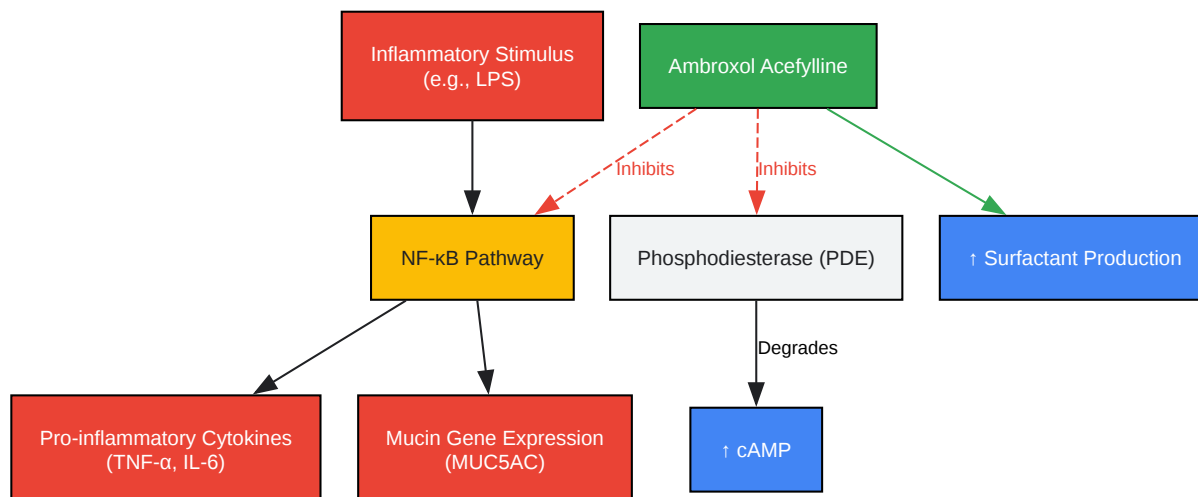 Inflammatory Stimulus
(e.g., LPS)
Ambroxol Acefylline
Inhibits
Inhibits
NF-κB Pathway
Phosphodiesterase (PDE)
↑ Surfactant Production
Degrades
Pro-inflammatory Cytokines
(TNF-α, IL-6)
Mucin Gene Expression
(MUC5AC)
↑ cAMP